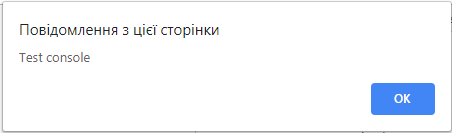 Повідомлення з цієї сторінки
Test console
OK